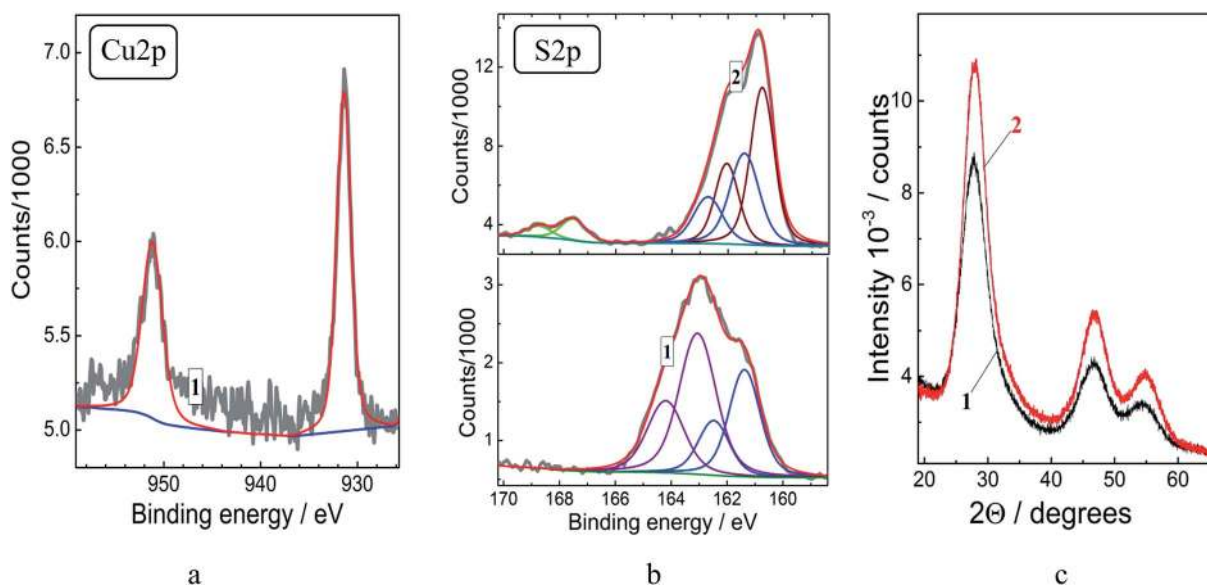 Cu2p
7.0
6.5
6.0
5.5
5.0
Counts/1000
1
950
940
930
Binding energy / eV
a
S2p
2
12
8
4
Counts/1000
1
3
2
1
Counts/1000
170
168
166
164
162
160
Binding energy / eV
b
10
8
6
4
Intensity 10⁻³ / counts
2
1
20
30
40
50
60
2Θ / degrees
c